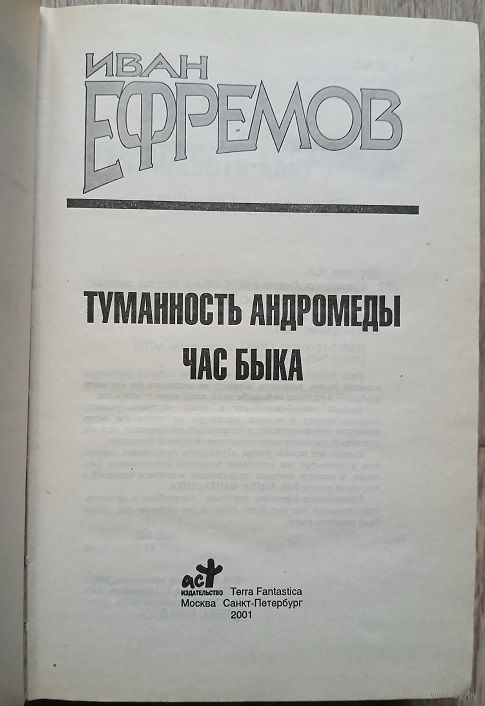 ИВАН
ЕФРЕМОВ
ТУМАННОСТЬ АНДРОМЕДЫ
ЧАС БЫКА
аст
ИЗДАТЕЛЬСТВО Terra Fantastica
Москва Санкт-Петербург
2001